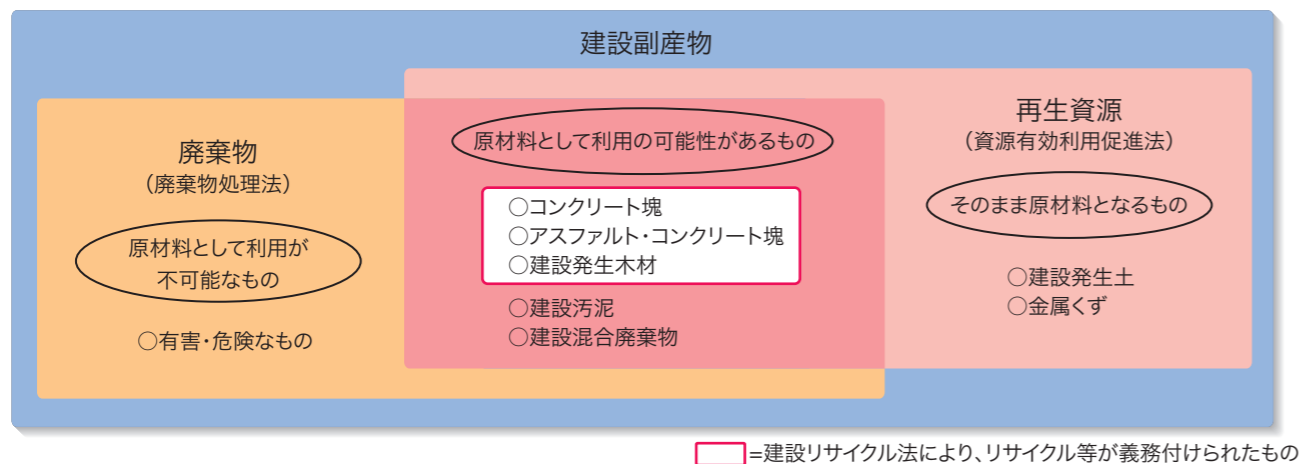 建設副産物
廃棄物
（廃棄物処理法）
原材料として利用が
不可能なもの
○有害・危険なもの
原材料として利用の可能性があるもの
○コンクリート塊
○アスファルト・コンクリート塊
○建設発生木材
○建設汚泥
○建設混合廃棄物
再生資源
（資源有効利用促進法）
そのまま原材料となるもの
○建設発生土
○金属くず
=建設リサイクル法により、リサイクル等が義務付けられたもの